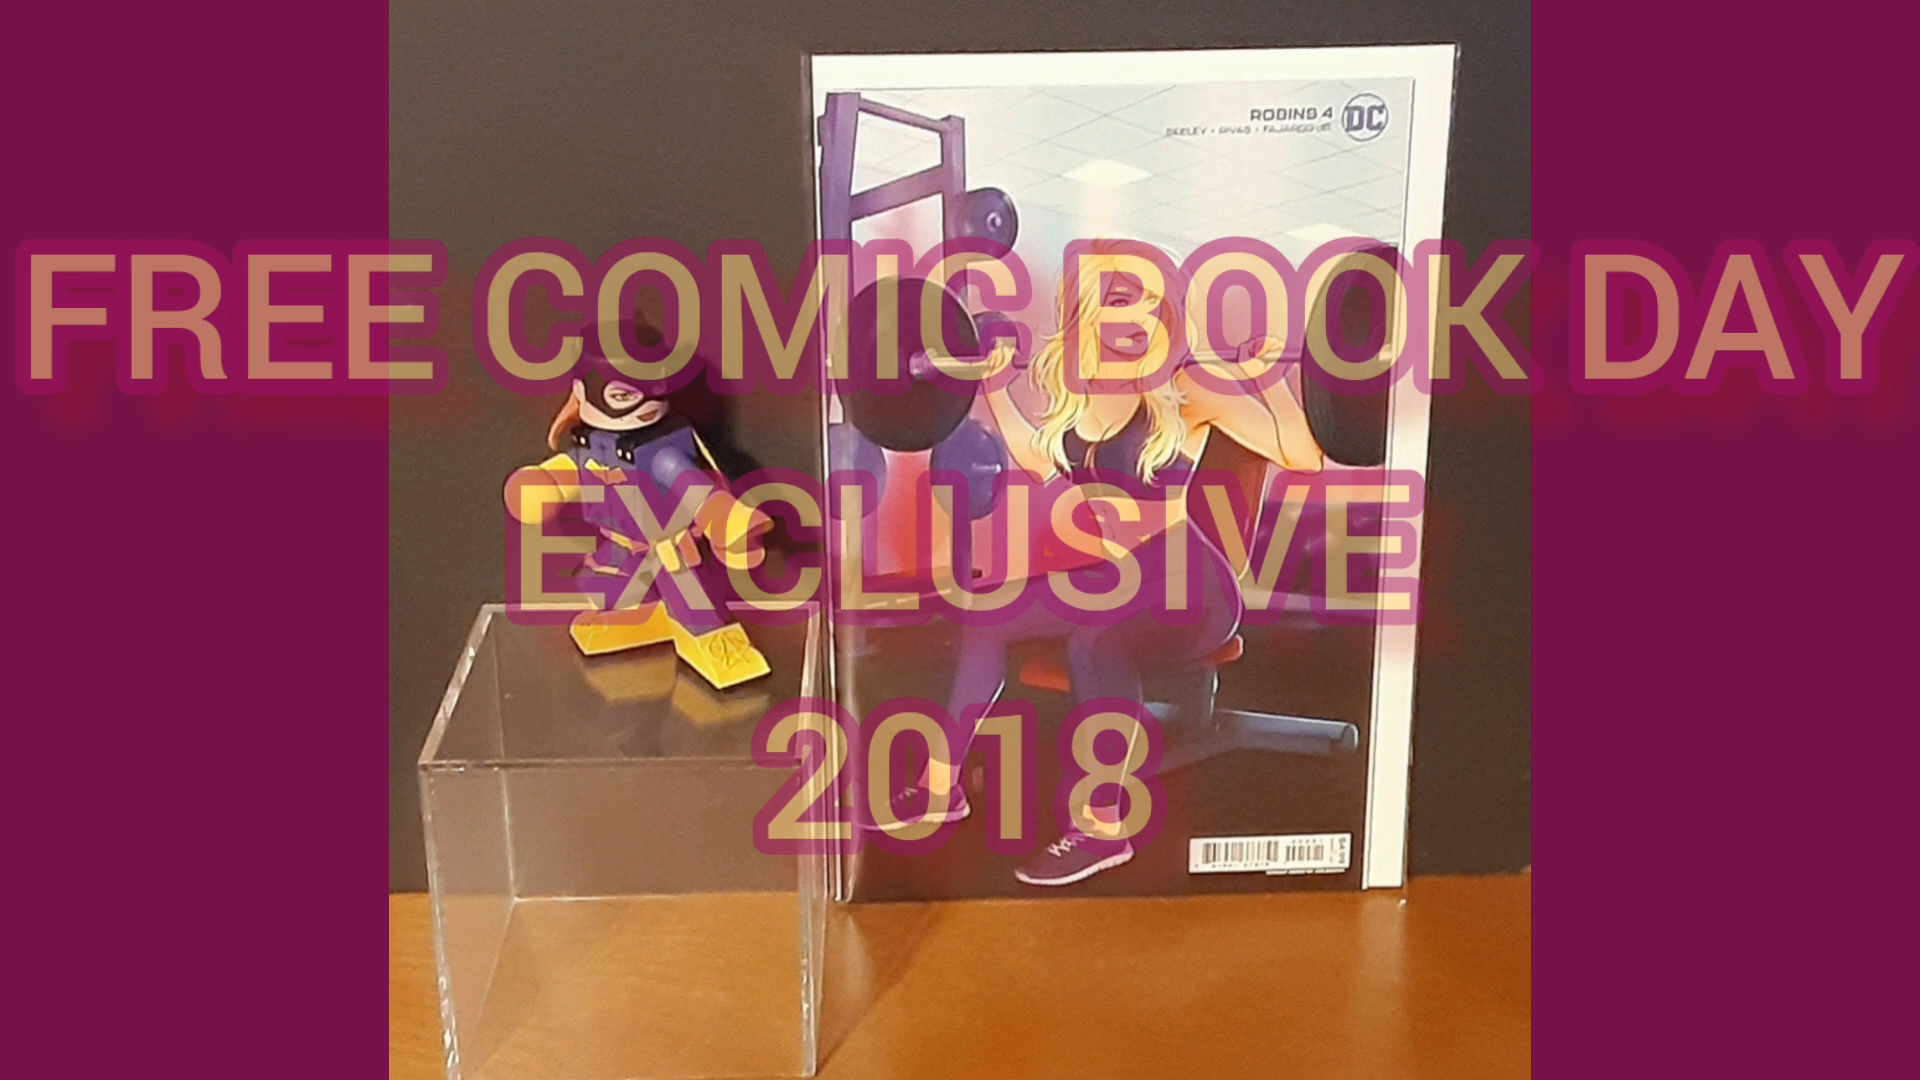 FREE COMIC BOOK DAY
EXCLUSIVE
2018
ROBINS 4
SEELEY • RIVAS • FAJARDO JR.
DC